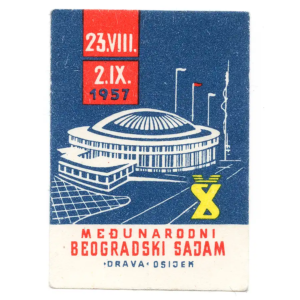 23.VIII.
2.IX.
1957
MEĐUNARODNI
BEOGRADSKI SAJAM
·DRAVA·OSIJEK